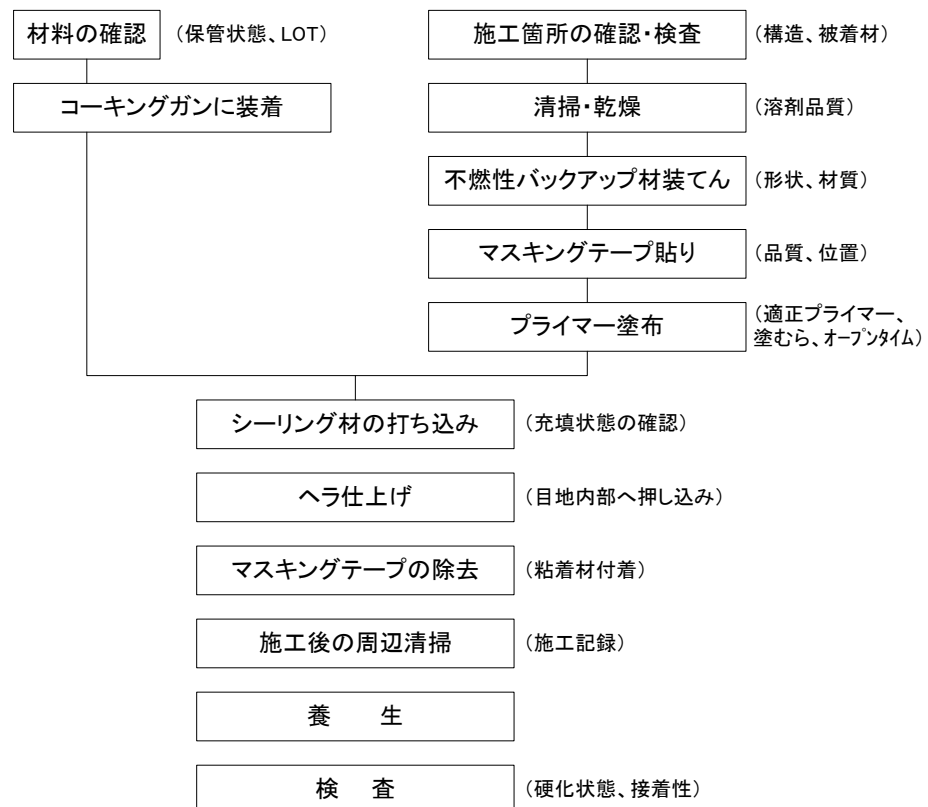 材料の確認 (保管状態、LOT)
コーキングガンに装着
施工箇所の確認・検査 (構造、被着材)
清掃・乾燥 (溶剤品質)
不燃性バックアップ材装てん (形状、材質)
マスキングテープ貼り (品質、位置)
プライマー塗布 (適正プライマー、
塗むら、オープンタイム)
シーリング材の打ち込み (充填状態の確認)
ヘラ仕上げ (目地内部へ押し込み)
マスキングテープの除去 (粘着材付着)
施工後の周辺清掃 (施工記録)
養 生
検 査 (硬化状態、接着性)